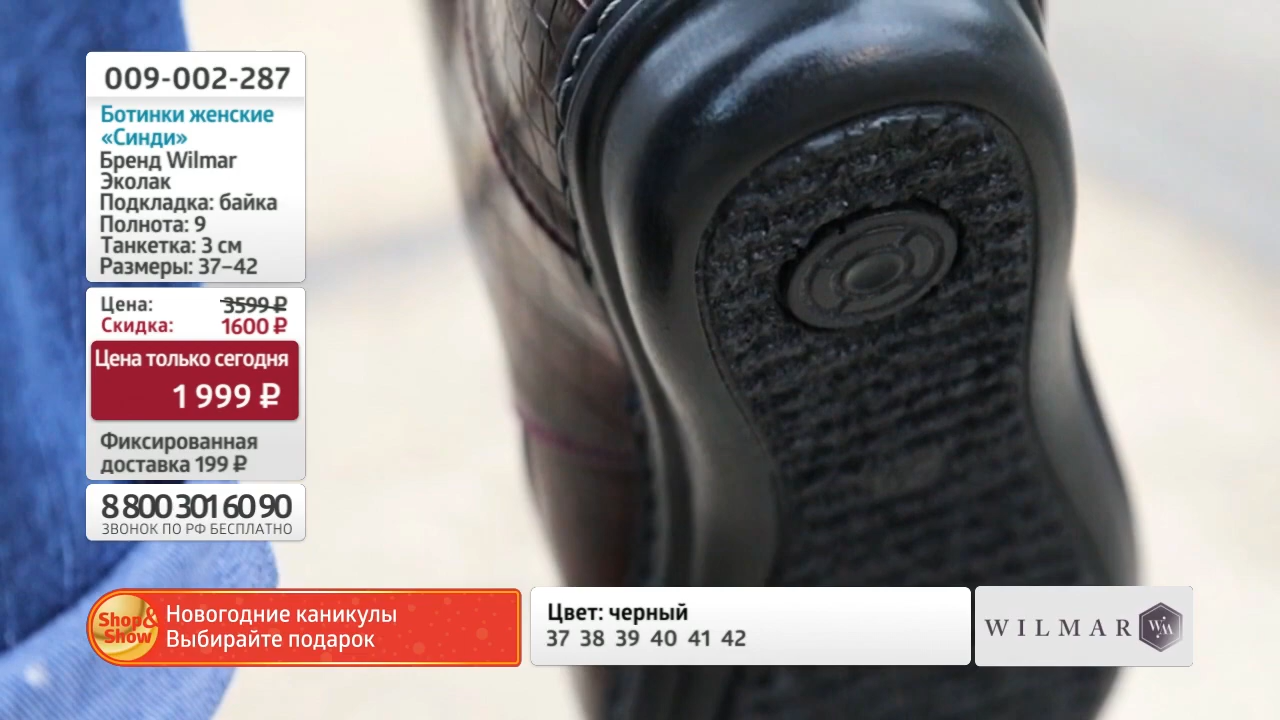 009-002-287
Ботинки женские
«Синди»
Бренд Wilmar
Эколак
Подкладка: байка
Полнота: 9
Танкетка: 3 см
Размеры: 37–42
Цена: 3599 ₽
Скидка: 1600 ₽
Цена только сегодня
1 999 ₽
Фиксированная
доставка 199 ₽
8 800 301 60 90
ЗВОНОК ПО РФ БЕСПЛАТНО
Shop&
Show
Новогодние каникулы
Выбирайте подарок
Цвет: черный
37 38 39 40 41 42
WILMAR WM